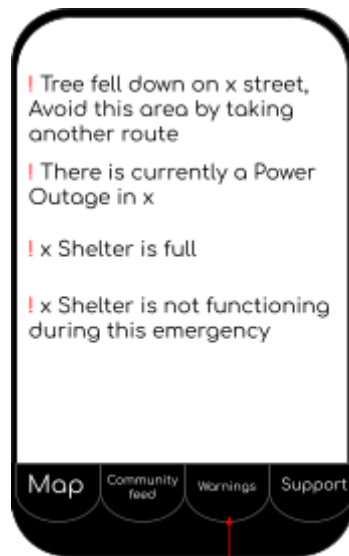 ! Tree fell down on x street,
Avoid this area by taking
another route
! There is currently a Power
Outage in x
! x Shelter is full
! x Shelter is not functioning
during this emergency
Map
Community
feed
Warnings
Support